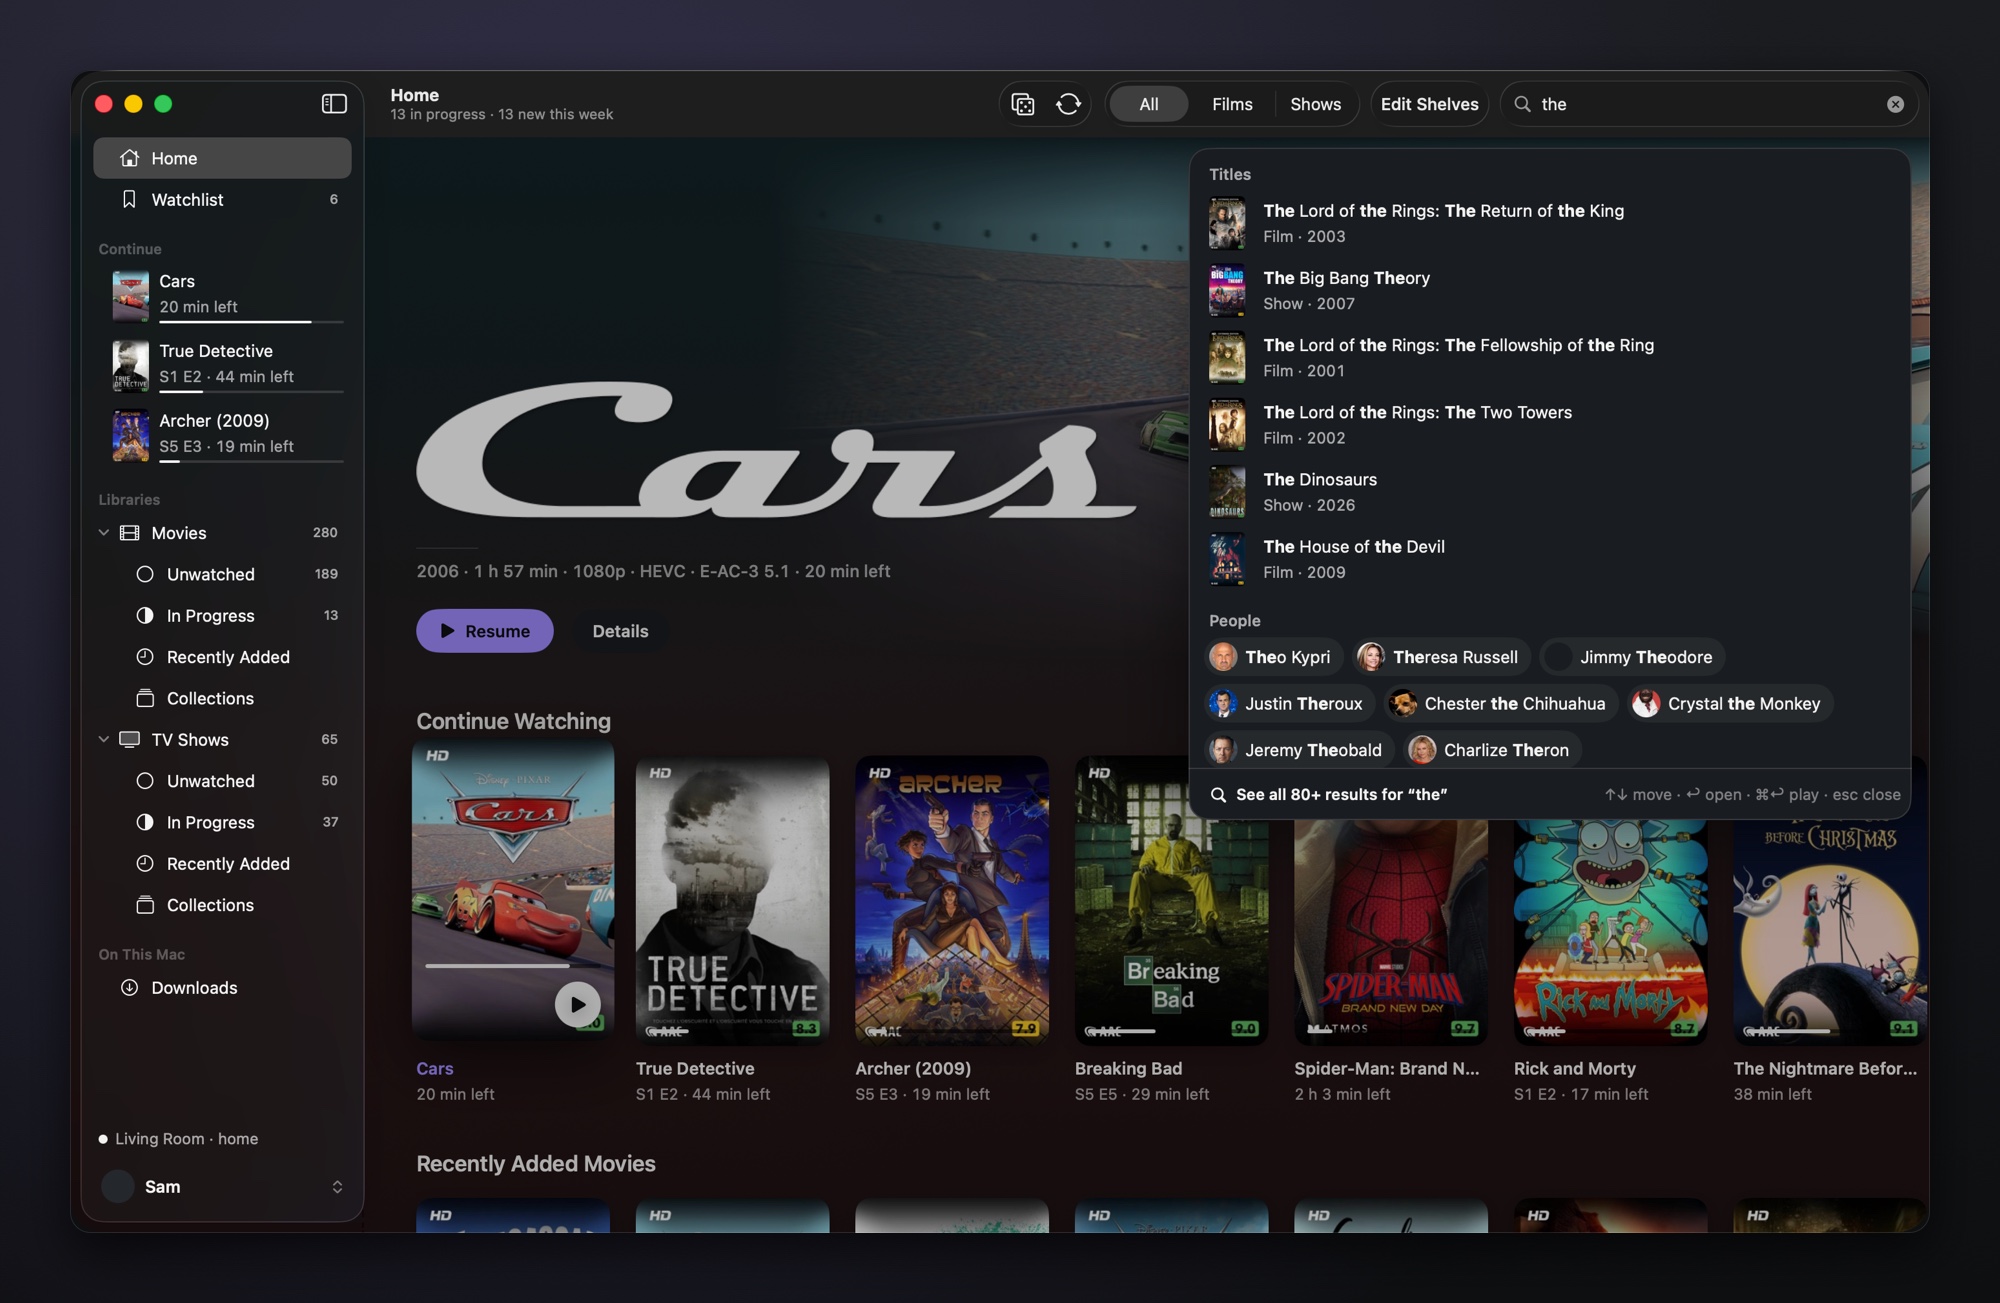 Home
13 in progress · 13 new this week
All
Films
Shows
Edit Shelves
the
Home
Watchlist 6
Continue
Cars
20 min left
True Detective
S1 E2 · 44 min left
Archer (2009)
S5 E3 · 19 min left
Libraries
Movies 280
Unwatched 189
In Progress 13
Recently Added
Collections
TV Shows 65
Unwatched 50
In Progress 37
Recently Added
Collections
On This Mac
Downloads
Living Room · home
Sam
Cars
2006 · 1 h 57 min · 1080p · HEVC · E-AC-3 5.1 · 20 min left
Resume
Details
Titles
The Lord of the Rings: The Return of the King
Film · 2003
The Big Bang Theory
Show · 2007
The Lord of the Rings: The Fellowship of the Ring
Film · 2001
The Lord of the Rings: The Two Towers
Film · 2002
The Dinosaurs
Show · 2026
The House of the Devil
Film · 2009
People
Theo Kypri
Theresa Russell
Jimmy Theodore
Justin Theroux
Chester the Chihuahua
Crystal the Monkey
Jeremy Theobald
Charlize Theron
See all 80+ results for “the”
↑↓ move · ↩ open · ⌘↩ play · esc close
Continue Watching
HD
Disney · PIXAR
Cars
HD
TRUE
DETECTIVE
8.3
HD
ARCHER
AAC
7.9
HD
Breaking
Bad
AAC
9.0
MARVEL STUDIOS
SPIDER-MAN
BRAND NEW DAY
ATMOS
9.7
Rick and Morty
AAC
8.7
BEFORE CHRISTMAS
AAC
9.1
Cars
20 min left
True Detective
S1 E2 · 44 min left
Archer (2009)
S5 E3 · 19 min left
Breaking Bad
S5 E5 · 29 min left
Spider-Man: Brand N...
2 h 3 min left
Rick and Morty
S1 E2 · 17 min left
The Nightmare Befor...
38 min left
Recently Added Movies
HD
HD
HD
HD
HD
HD
HD